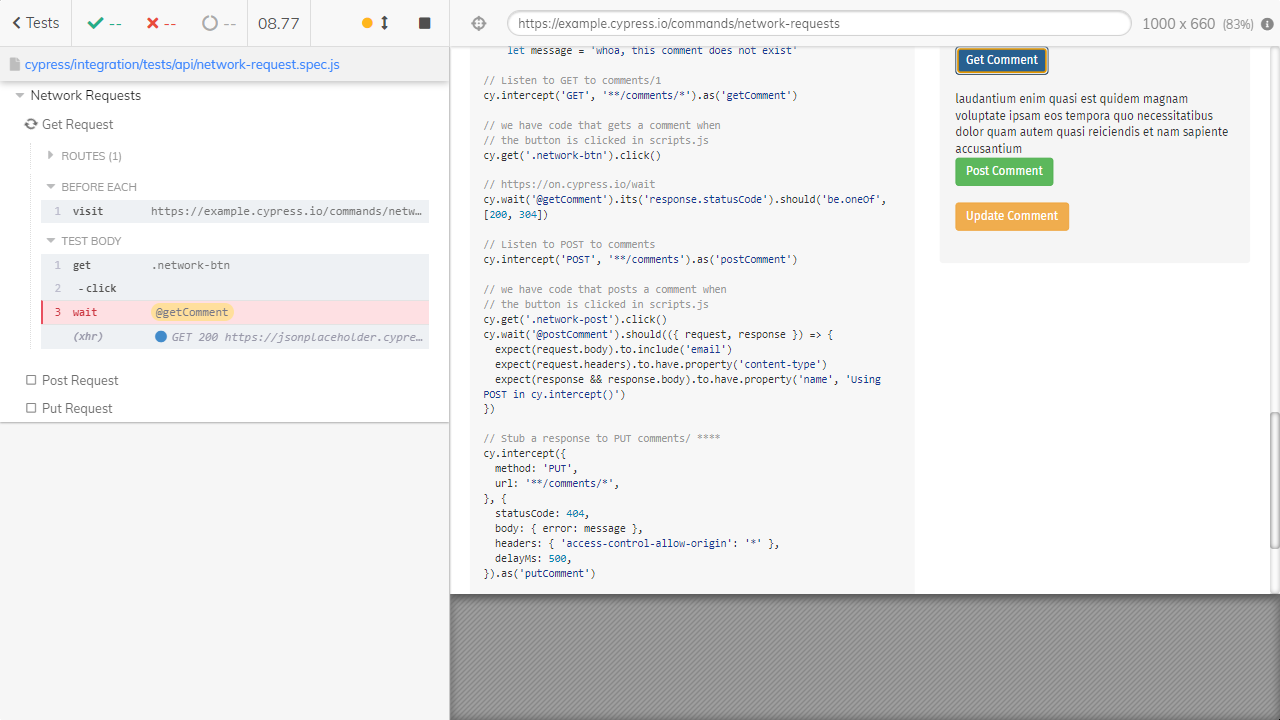 Tests
--
--
--
08.77
https://example.cypress.io/commands/network-requests
1000 x 660 (83%)
cypress/integration/tests/api/network-request.spec.js
Network Requests
Get Request
ROUTES (1)
BEFORE EACH
1 visit https://example.cypress.io/commands/netw…
TEST BODY
1 get .network-btn
2 - click
3 wait @getComment
(xhr) GET 200 https://jsonplaceholder.cypre…
Post Request
Put Request
let message = 'whoa, this comment does not exist'
// Listen to GET to comments/1
cy.intercept('GET', '**/comments/*').as('getComment')
// we have code that gets a comment when
// the button is clicked in scripts.js
cy.get('.network-btn').click()
// https://on.cypress.io/wait
cy.wait('@getComment').its('response.statusCode').should('be.oneOf',
[200, 304])
// Listen to POST to comments
cy.intercept('POST', '**/comments').as('postComment')
// we have code that posts a comment when
// the button is clicked in scripts.js
cy.get('.network-post').click()
cy.wait('@postComment').should(({ request, response }) => {
expect(request.body).to.include('email')
expect(request.headers).to.have.property('content-type')
expect(response && response.body).to.have.property('name', 'Using
POST in cy.intercept()')
})
// Stub a response to PUT comments/ ****
cy.intercept({
method: 'PUT',
url: '**/comments/*',
}, {
statusCode: 404,
body: { error: message },
headers: { 'access-control-allow-origin': '*' },
delayMs: 500,
}).as('putComment')
Get Comment
laudantium enim quasi est quidem magnam
voluptate ipsam eos tempora quo necessitatibus
dolor quam autem quasi reiciendis et nam sapiente
accusantium
Post Comment
Update Comment